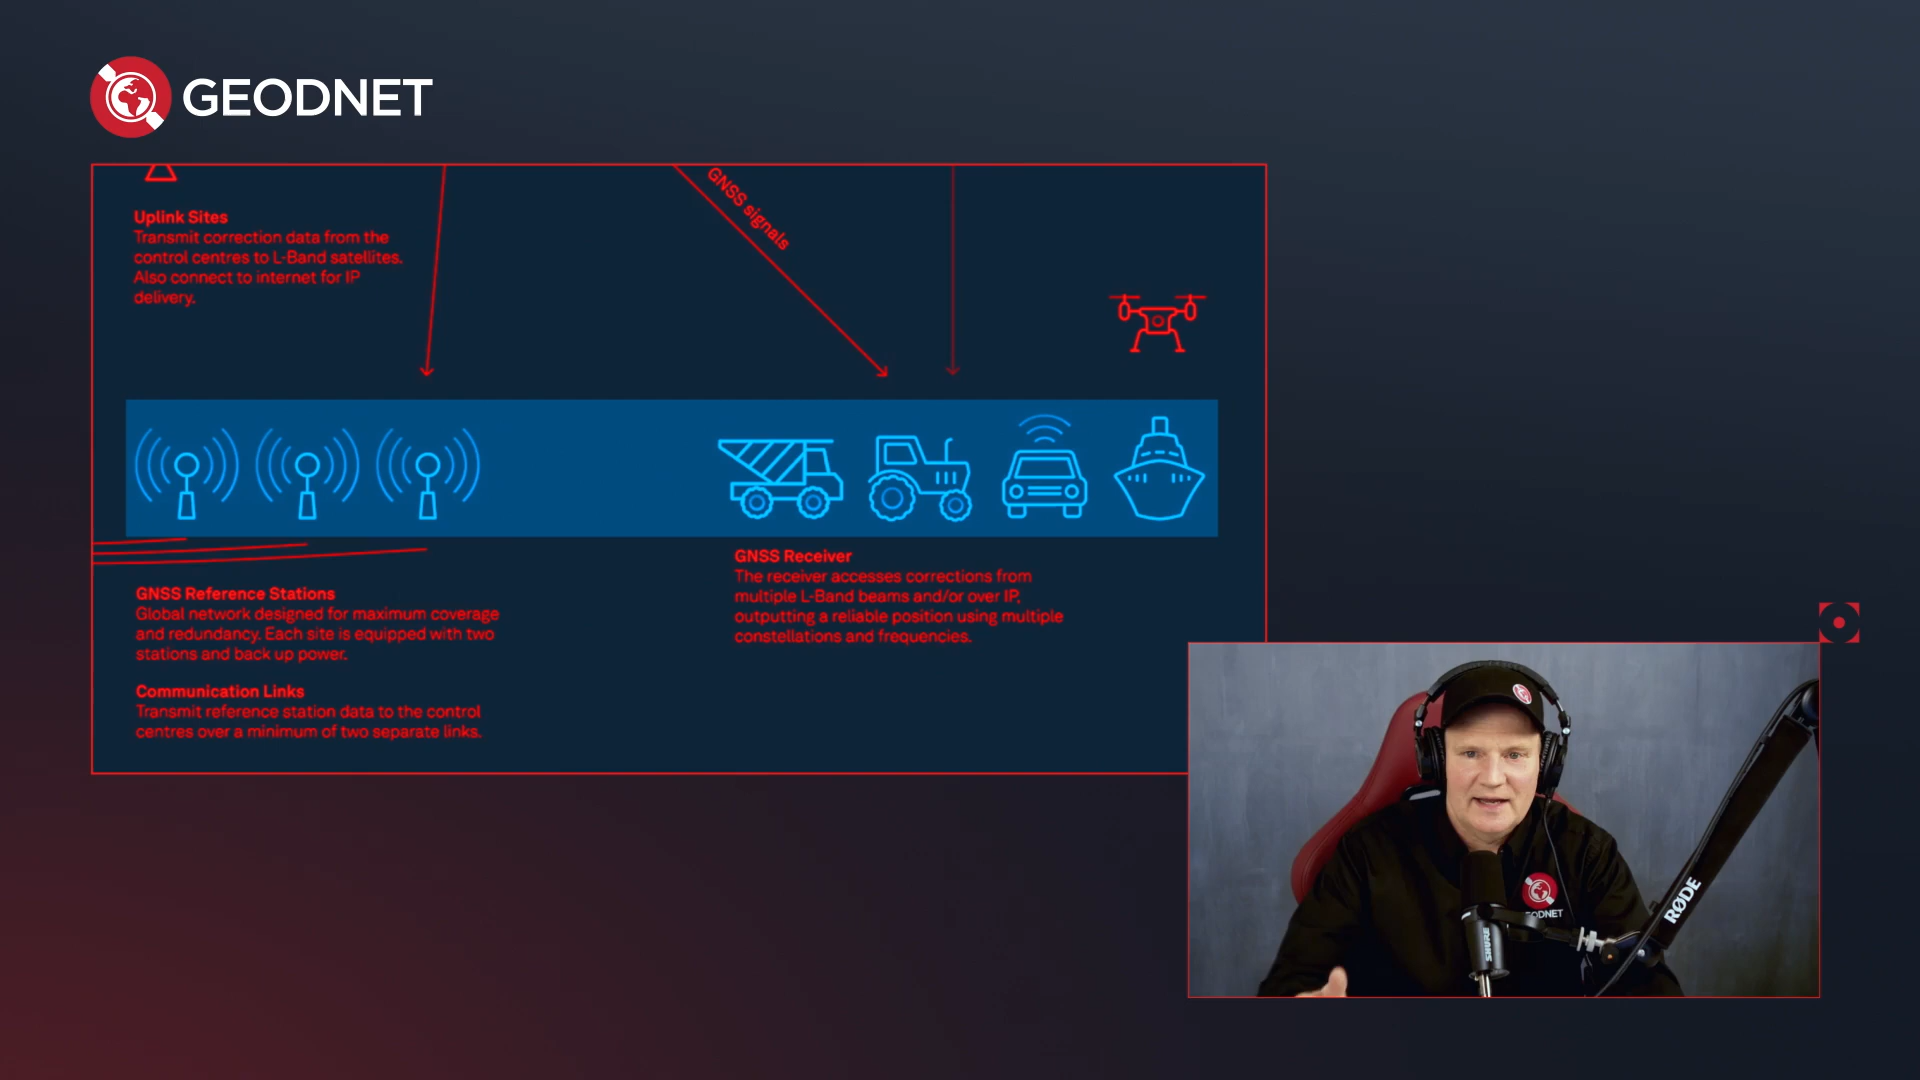 GEODNET
GNSS signals
Uplink Sites
Transmit correction data from the
control centres to L-Band satellites.
Also connect to internet for IP
delivery.
GNSS Reference Stations
Global network designed for maximum coverage
and redundancy. Each site is equipped with two
stations and back up power.
Communication Links
Transmit reference station data to the control
centres over a minimum of two separate links.
GNSS Receiver
The receiver accesses corrections from
multiple L-Band beams and/or over IP,
outputting a reliable position using multiple
constellations and frequencies.
RØDE
SHURE